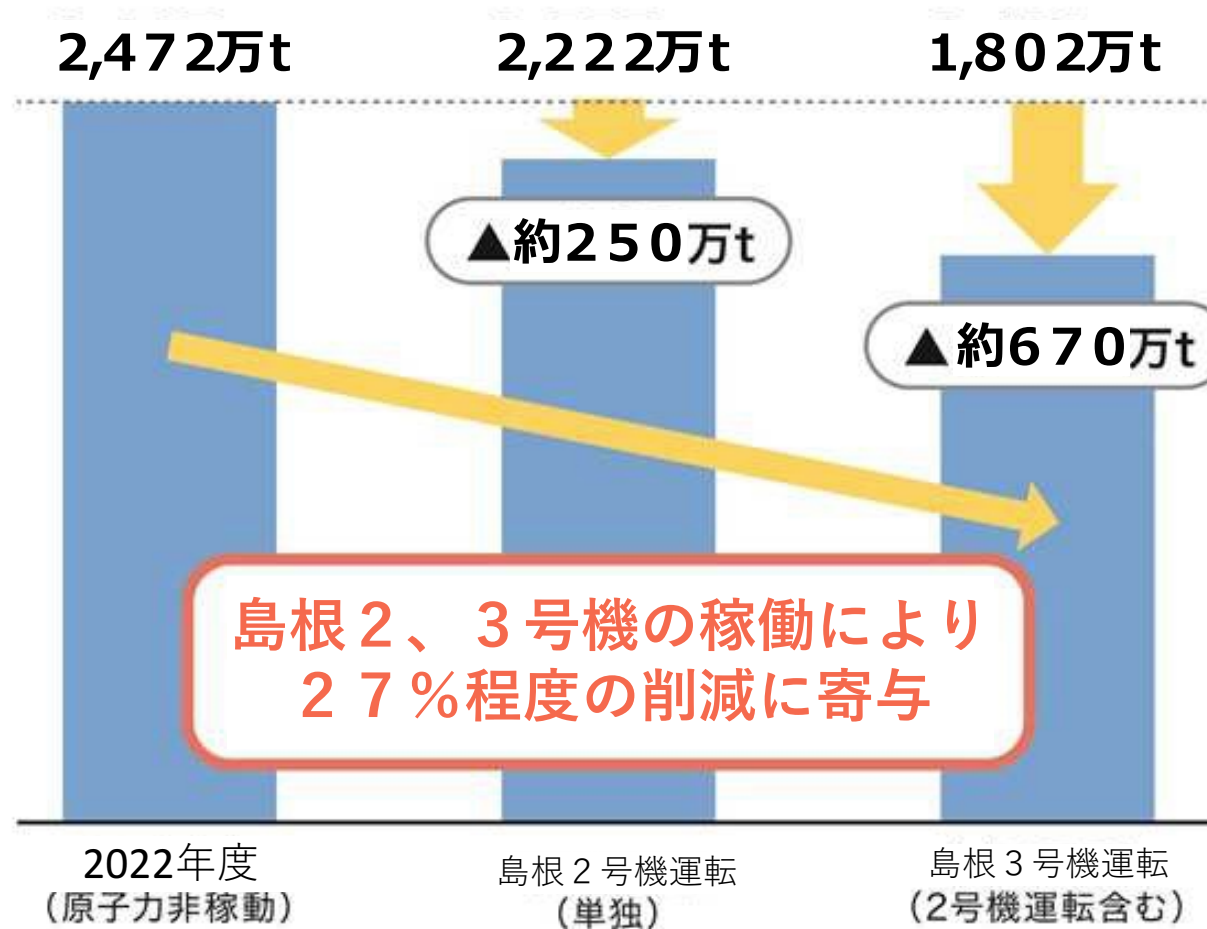 2,472万t
2,222万t
1,802万t
▲約250万t
▲約670万t
島根２、３号機の稼働により
２７％程度の削減に寄与
2022年度
（原子力非稼動）
島根２号機運転
（単独）
島根３号機運転
（2号機運転含む）